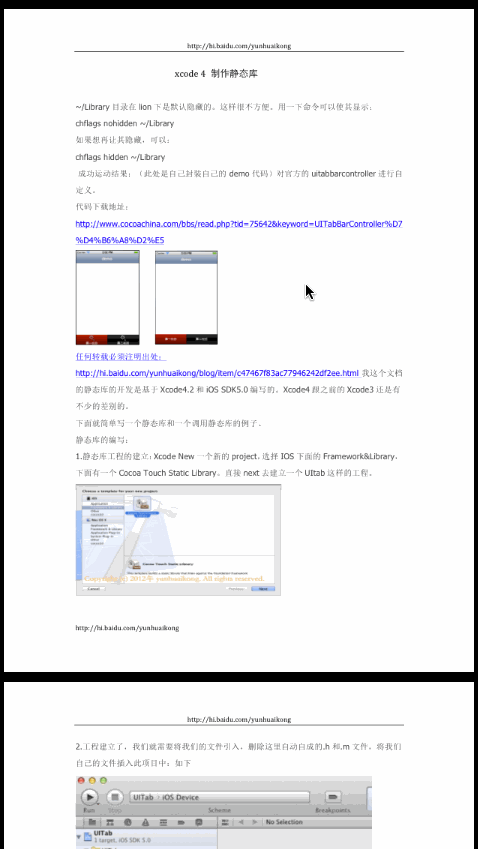 http://hi.baidu.com/yunhuaikong
xcode 4 制作静态库
~/Library 目录在 lion 下是默认隐藏的。这样很不方便。用一下命令可以使其显示：
chflags nohidden ~/Library
如果想再让其隐藏，可以：
chflags hidden ~/Library
成功运动结果：（此处是自己封装自己的 demo 代码）对官方的 uitabbarcontroller 进行自
定义。
代码下载地址：
http://www.cocoachina.com/bbs/read.php?tid=75642&keyword=UITabBarController%D7
%D4%B6%A8%D2%E5
任何转载必须注明出处：
http://hi.baidu.com/yunhuaikong/blog/item/c47467f83ac77946242df2ee.html 我这个文档
的静态库的开发是基于 Xcode4.2 和 iOS SDK5.0 编写的。Xcode4 跟之前的 Xcode3 还是有
不少的差别的。
下面就简单写一个静态库和一个调用静态库的例子。
静态库的编写：
1.静态库工程的建立：Xcode New 一个新的 project，选择 IOS 下面的 Framework&Library，
下面有一个 Cocoa Touch Static Library。直接 next 去建立一个 UItab 这样的工程。
Choose a template for your new project:
Cocoa Touch Static Library
Copyright (c) 2012年 yunhuaikong. All rights reserved.
Cancel
Previous
Next
http://hi.baidu.com/yunhuaikong
http://hi.baidu.com/yunhuaikong
2.工程建立了，我们就需要将我们的文件引入，删除这里自动自成的.h 和.m 文件，将我们
自己的文件插入此项目中：如下
UITab › iOS Device
Run
Stop
Scheme
Breakpoints
No Selection
UITab
1 target, iOS SDK 5.0